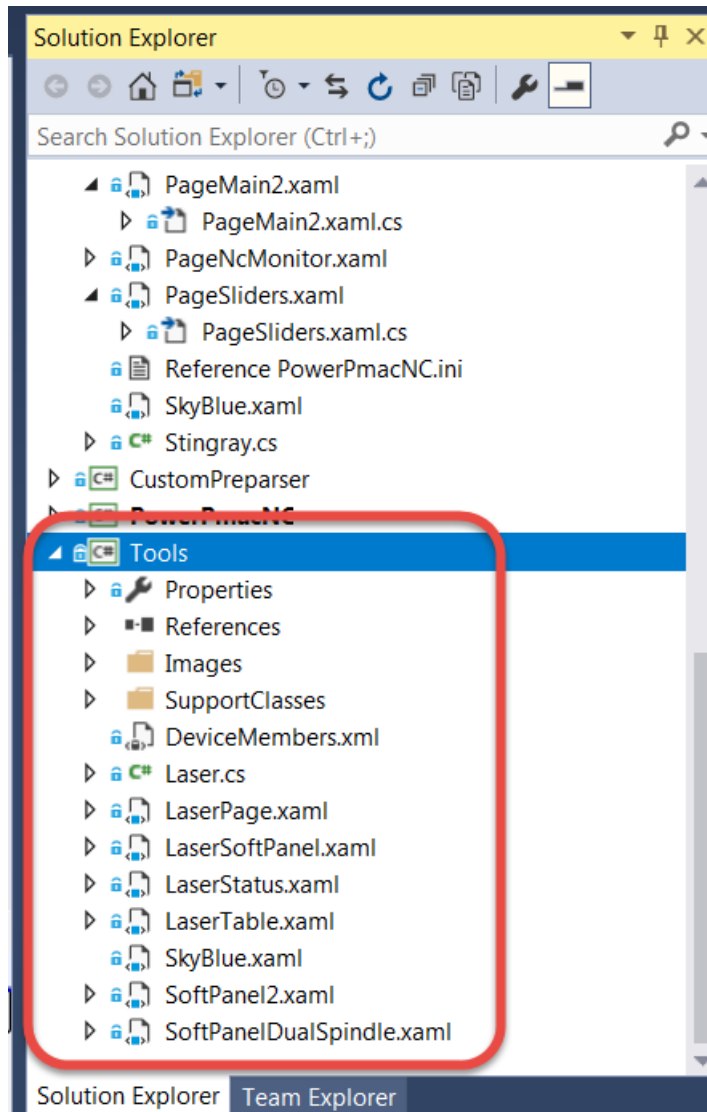 Solution Explorer
Search Solution Explorer (Ctrl+;)
PageMain2.xaml
PageMain2.xaml.cs
PageNcMonitor.xaml
PageSliders.xaml
PageSliders.xaml.cs
Reference PowerPmacNC.ini
SkyBlue.xaml
C# Stingray.cs
C# CustomPreparser
PowerPmacNC
C# Tools
Properties
References
Images
SupportClasses
DeviceMembers.xml
C# Laser.cs
LaserPage.xaml
LaserSoftPanel.xaml
LaserStatus.xaml
LaserTable.xaml
SkyBlue.xaml
SoftPanel2.xaml
SoftPanelDualSpindle.xaml
Solution Explorer Team Explorer